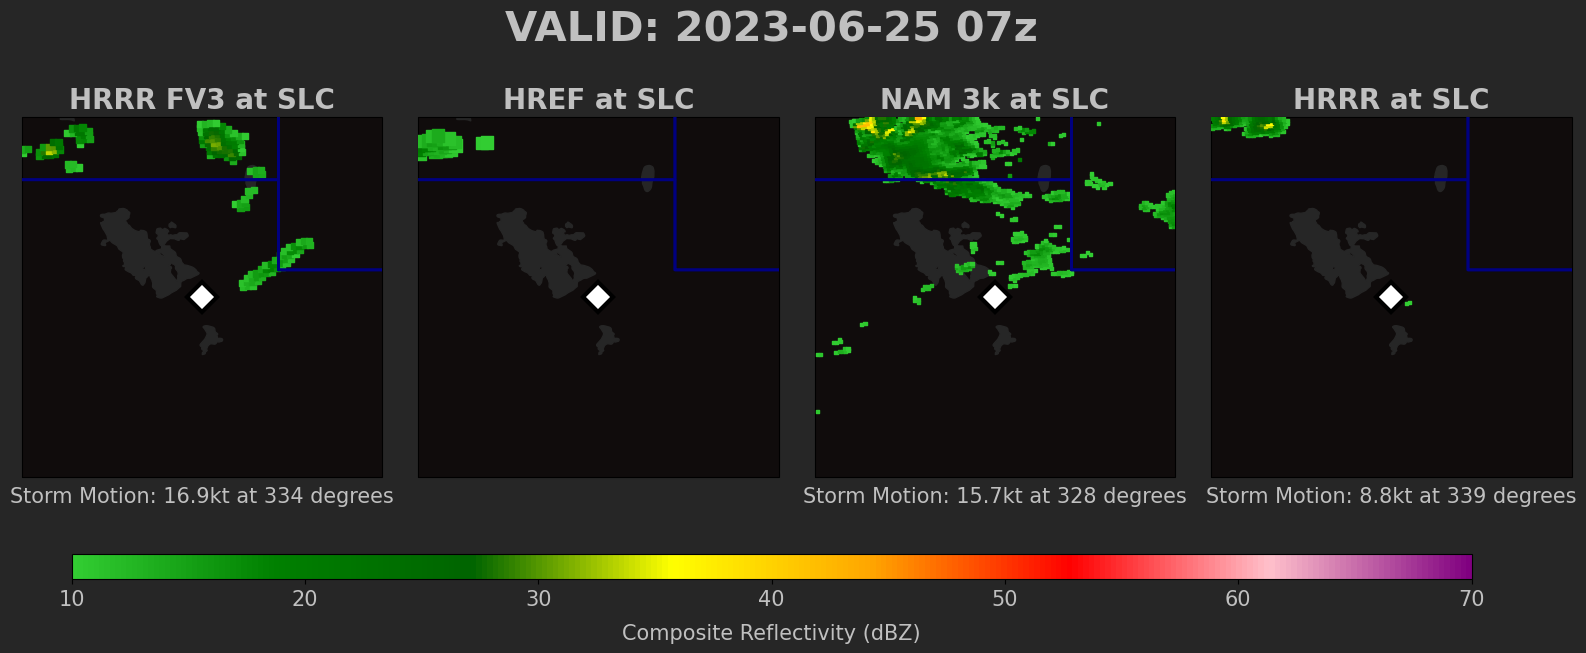 VALID: 2023-06-25 07z
HRRR FV3 at SLC
HREF at SLC
NAM 3k at SLC
HRRR at SLC
Storm Motion: 16.9kt at 334 degrees
Storm Motion: 15.7kt at 328 degrees
Storm Motion: 8.8kt at 339 degrees
10 20 30 40 50 60 70
Composite Reflectivity (dBZ)